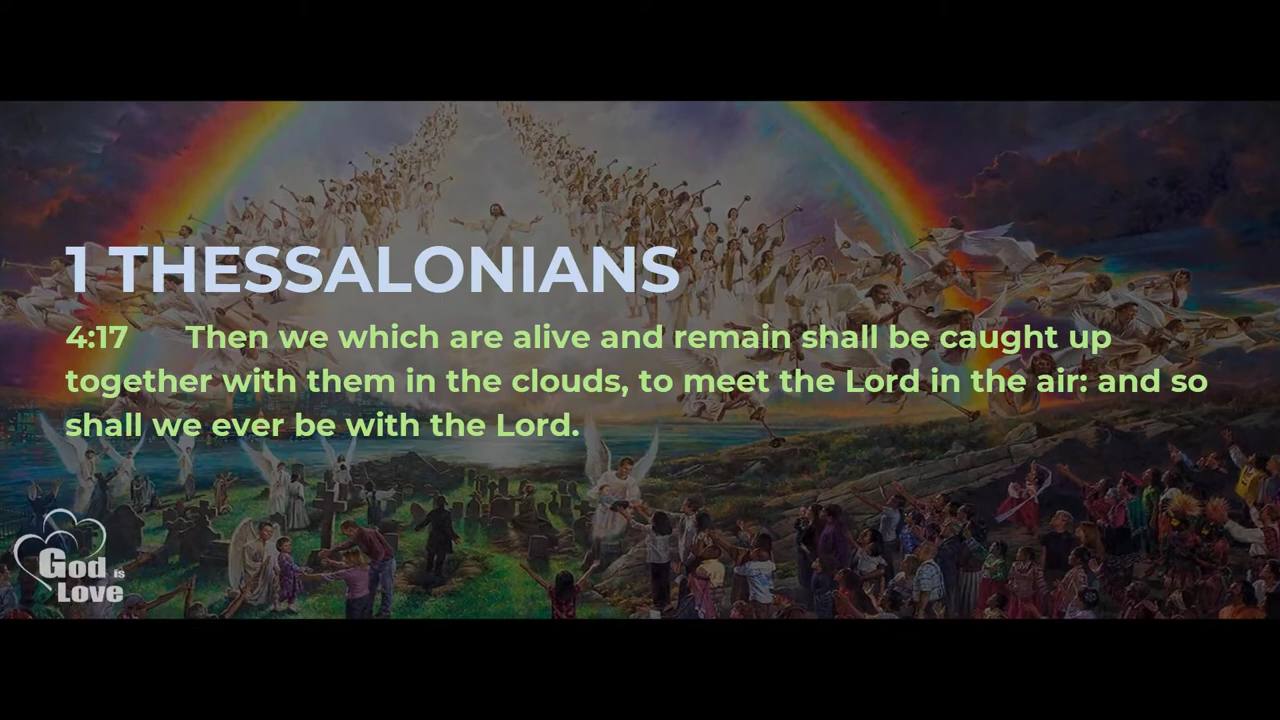 1 THESSALONIANS
4:17 Then we which are alive and remain shall be caught up
together with them in the clouds, to meet the Lord in the air: and so
shall we ever be with the Lord.
God is
Love